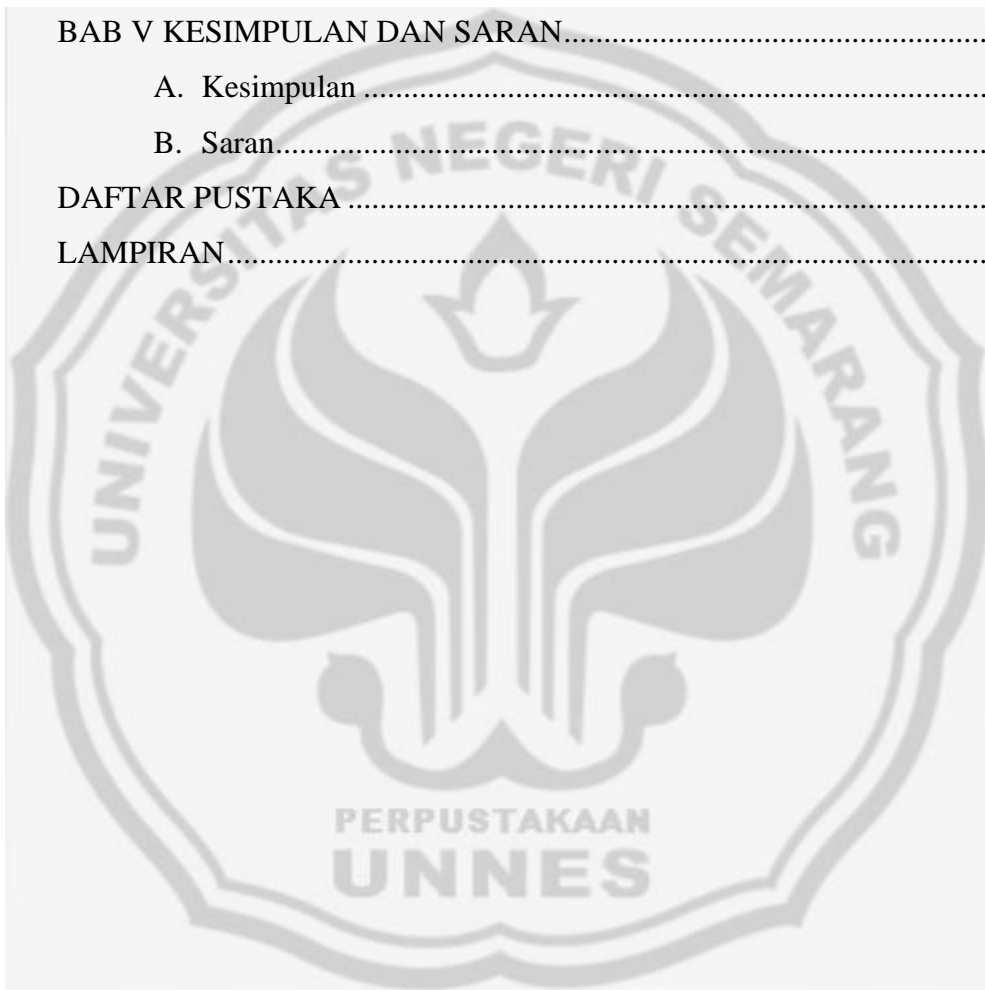 BAB V KESIMPULAN DAN SARAN................................................
A. Kesimpulan ........................................................................
B. Saran..................................................................................
DAFTAR PUSTAKA .........................................................................
LAMPIRAN.......................................................................................
UNIVERSITAS NEGERI SEMARANG
PERPUSTAKAAN
UNNES